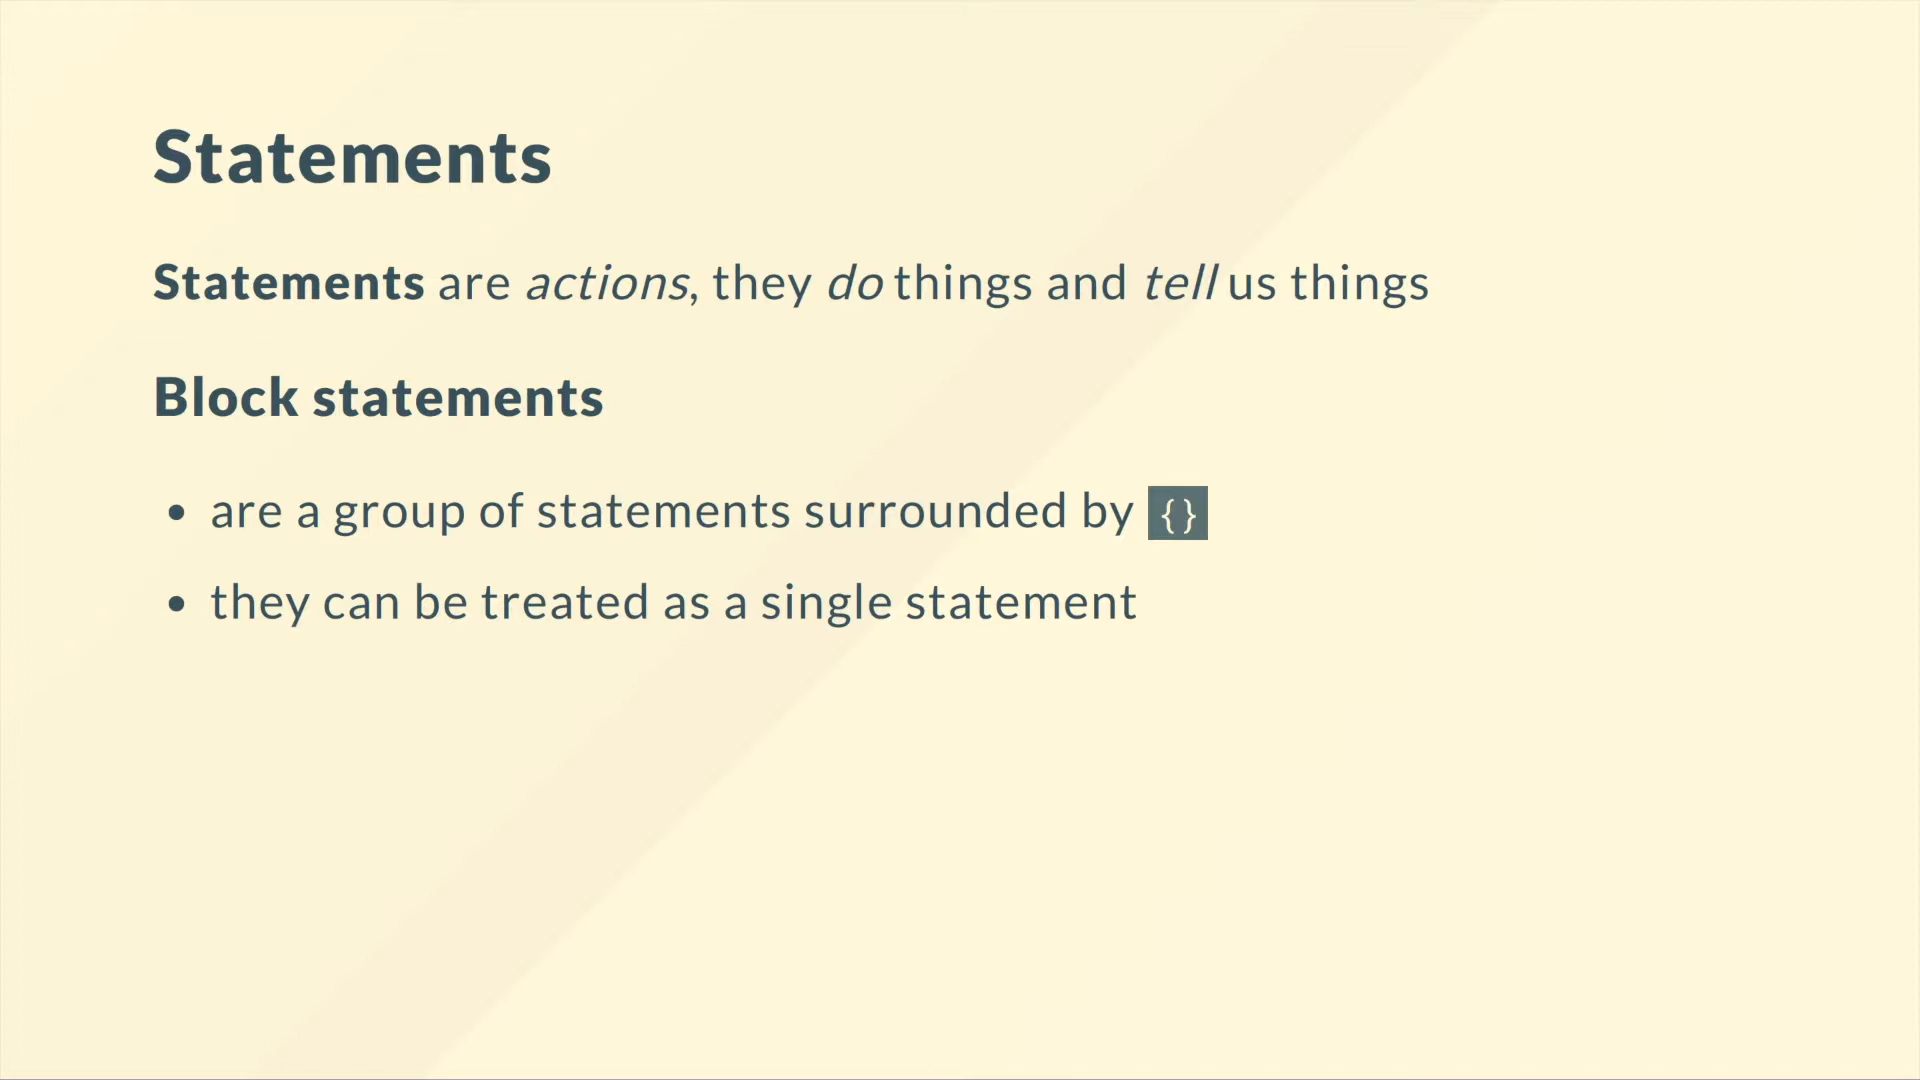 Statements
Statements are actions, they do things and tell us things
Block statements
• are a group of statements surrounded by {}
• they can be treated as a single statement